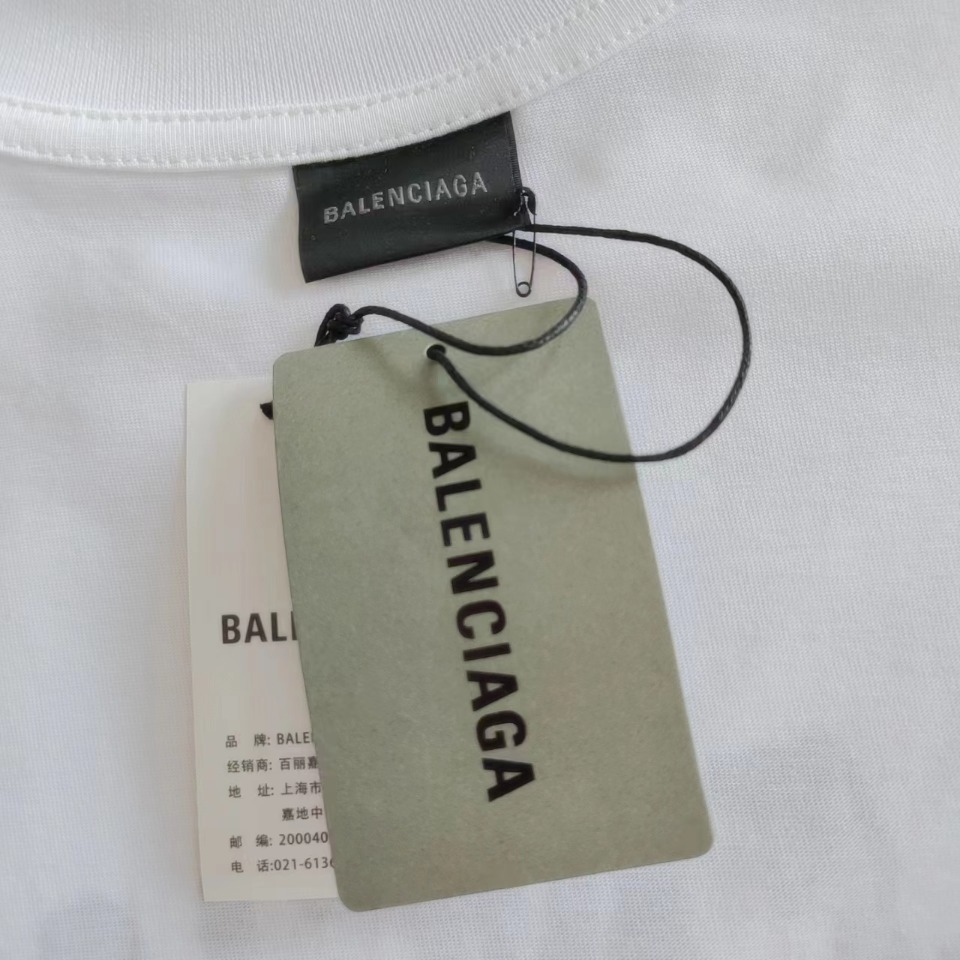 BALENCIAGA
BALENCIAGA
BAL
品 牌: BALE
经销商: 百丽嘉
地 址: 上海市
嘉地中
邮 编: 200040
电 话:021-613